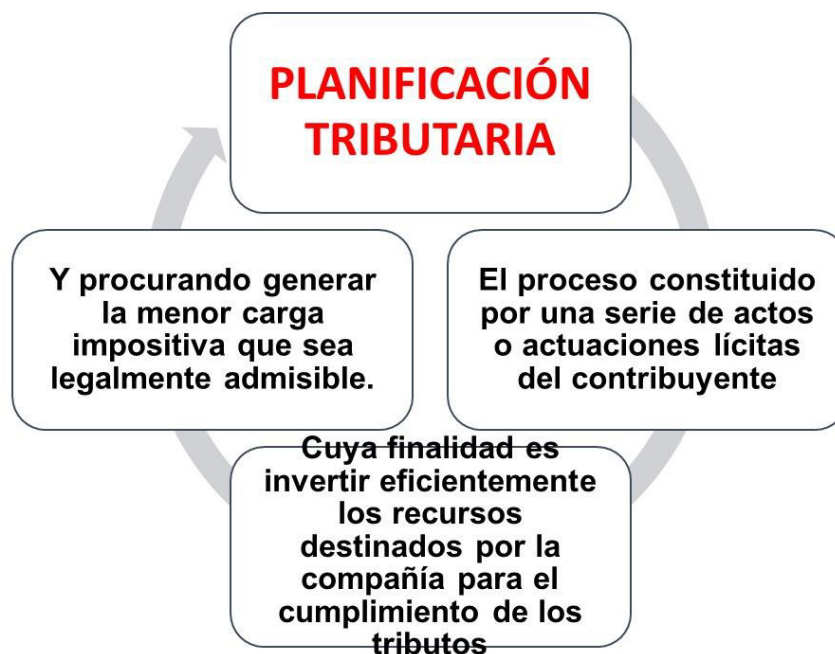 PLANIFICACIÓN
TRIBUTARIA
El proceso constituido
por una serie de actos
o actuaciones lícitas
del contribuyente
Cuya finalidad es
invertir eficientemente
los recursos
destinados por la
compañía para el
cumplimiento de los
tributos
Y procurando generar
la menor carga
impositiva que sea
legalmente admisible.